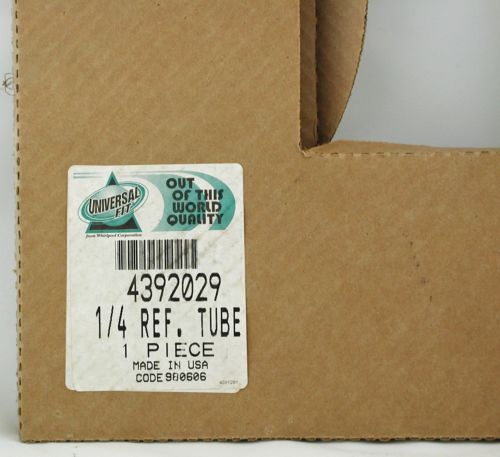 UNIVERSAL
FIT
from Whirlpool Corporation
OUT
OF THIS
WORLD
QUALITY
4392029
1/4 REF. TUBE
1 PIECE
MADE IN USA
CODE 980606